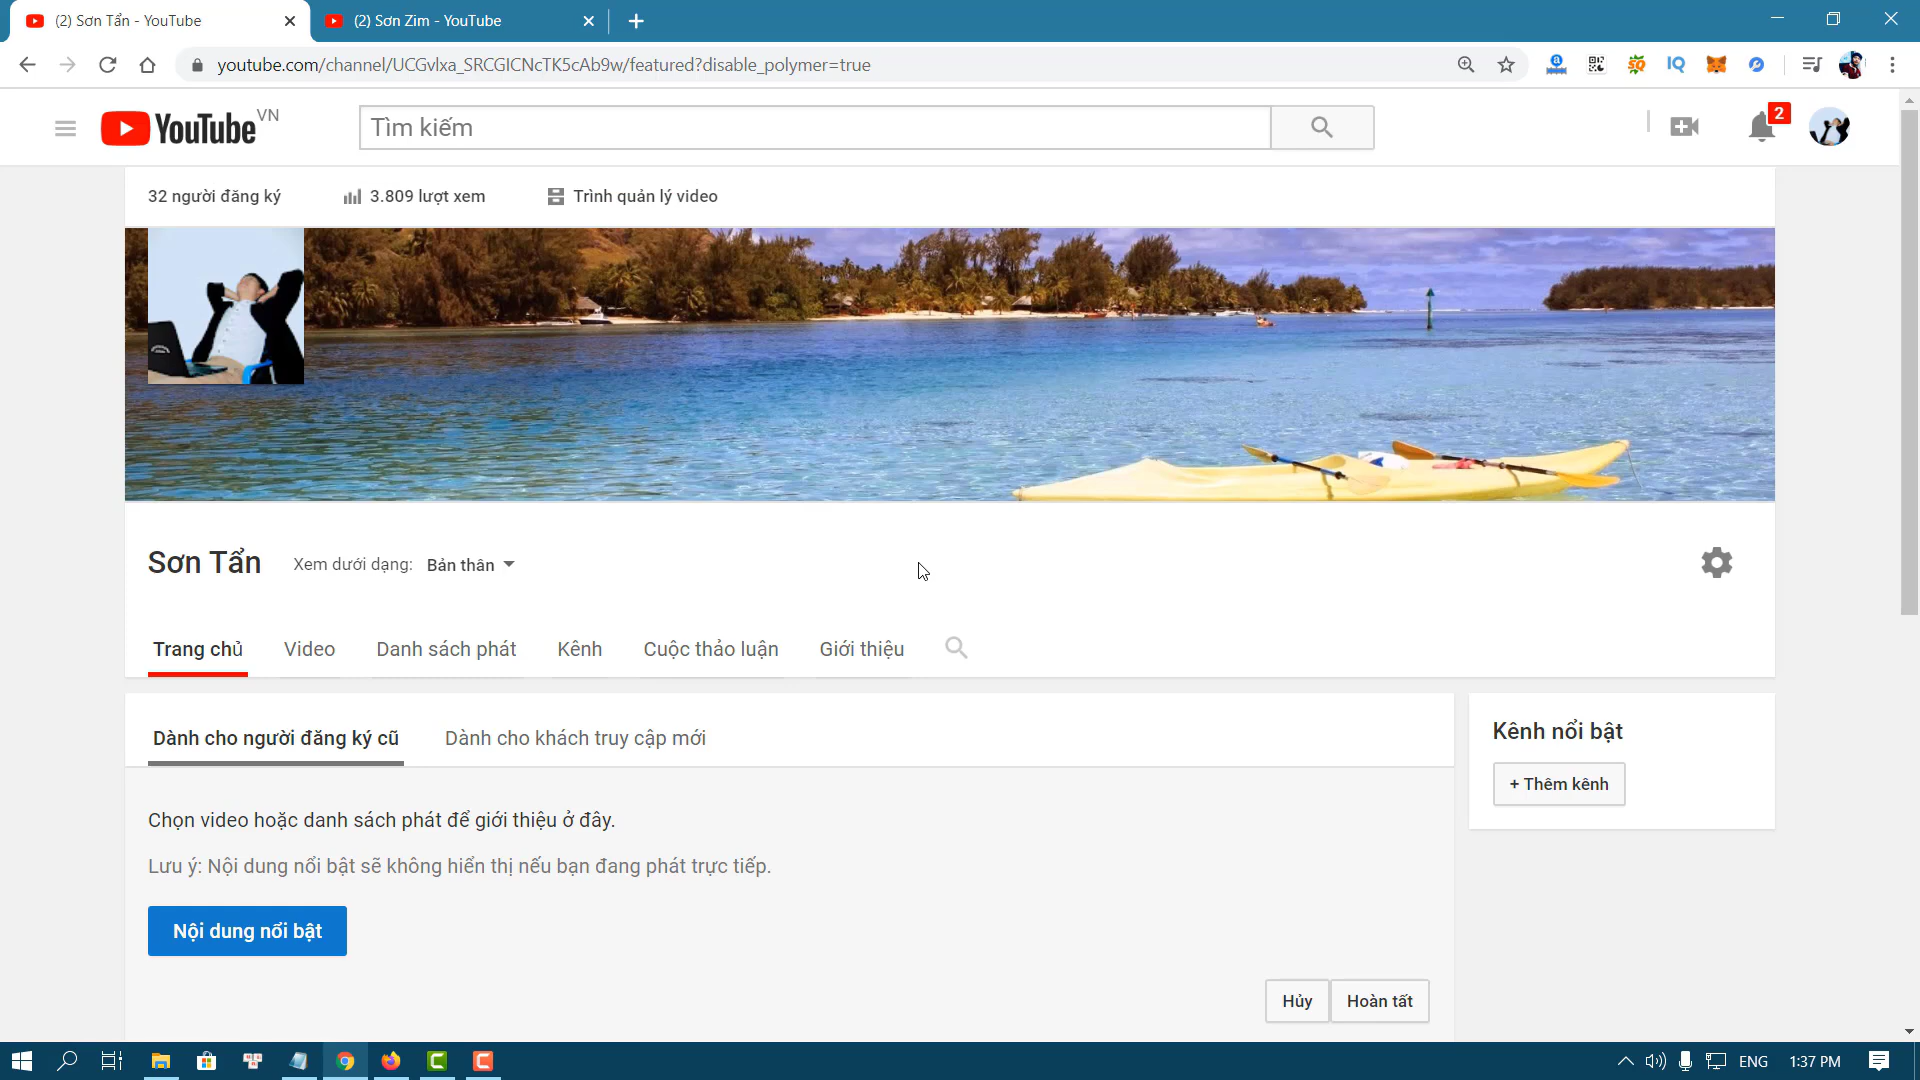 (2) Sơn Tẩn - YouTube
(2) Sơn Zim - YouTube
youtube.com/channel/UCGvlxa_SRCGICNcTK5cAb9w/featured?disable_polymer=true
YouTube VN
Tìm kiếm
2
32 người đăng ký
3.809 lượt xem
Trình quản lý video
Sơn Tẩn
Xem dưới dạng: Bản thân
Trang chủ
Video
Danh sách phát
Kênh
Cuộc thảo luận
Giới thiệu
Dành cho người đăng ký cũ
Dành cho khách truy cập mới
Chọn video hoặc danh sách phát để giới thiệu ở đây.
Lưu ý: Nội dung nổi bật sẽ không hiển thị nếu bạn đang phát trực tiếp.
Nội dung nổi bật
Hủy
Hoàn tất
Kênh nổi bật
+ Thêm kênh
ENG
1:37 PM